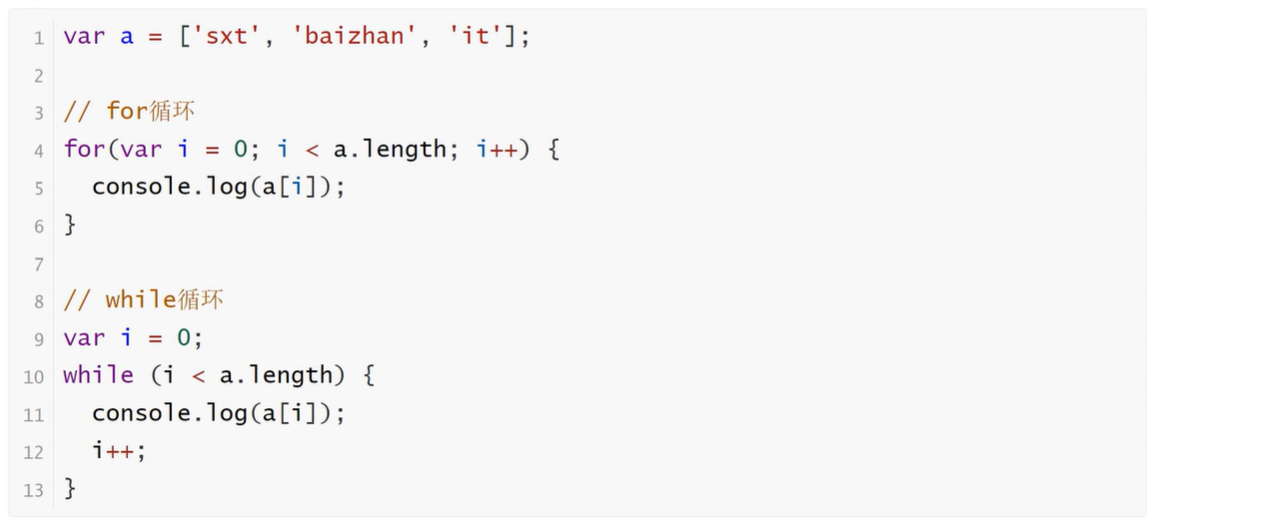 1 var a = ['sxt', 'baizhan', 'it'];
2
3 // for循环
4 for(var i = 0; i < a.length; i++) {
5   console.log(a[i]);
6 }
7
8 // while循环
9 var i = 0;
10 while (i < a.length) {
11   console.log(a[i]);
12   i++;
13 }